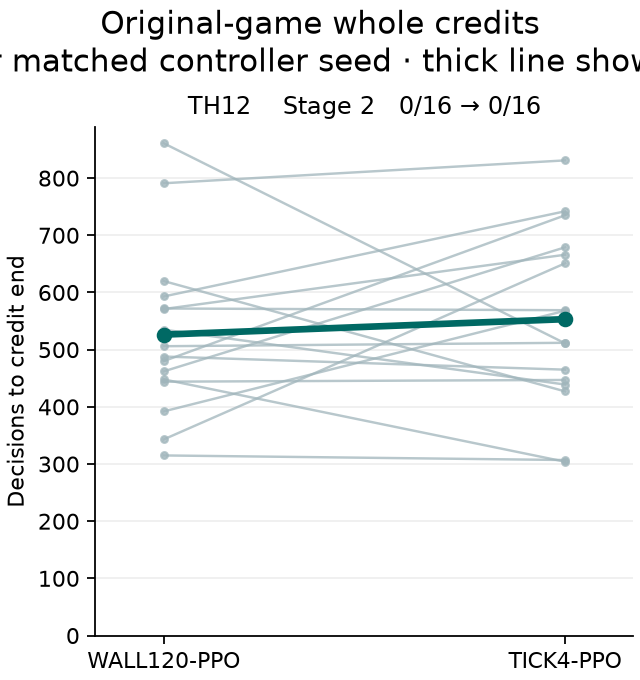 Original-game whole credits
matched controller seed · thick line
TH12 Stage 2 0/16 → 0/16
Decisions to credit end
800
700
600
500
400
300
200
100
0
WALL120-PPO TICK4-PPO